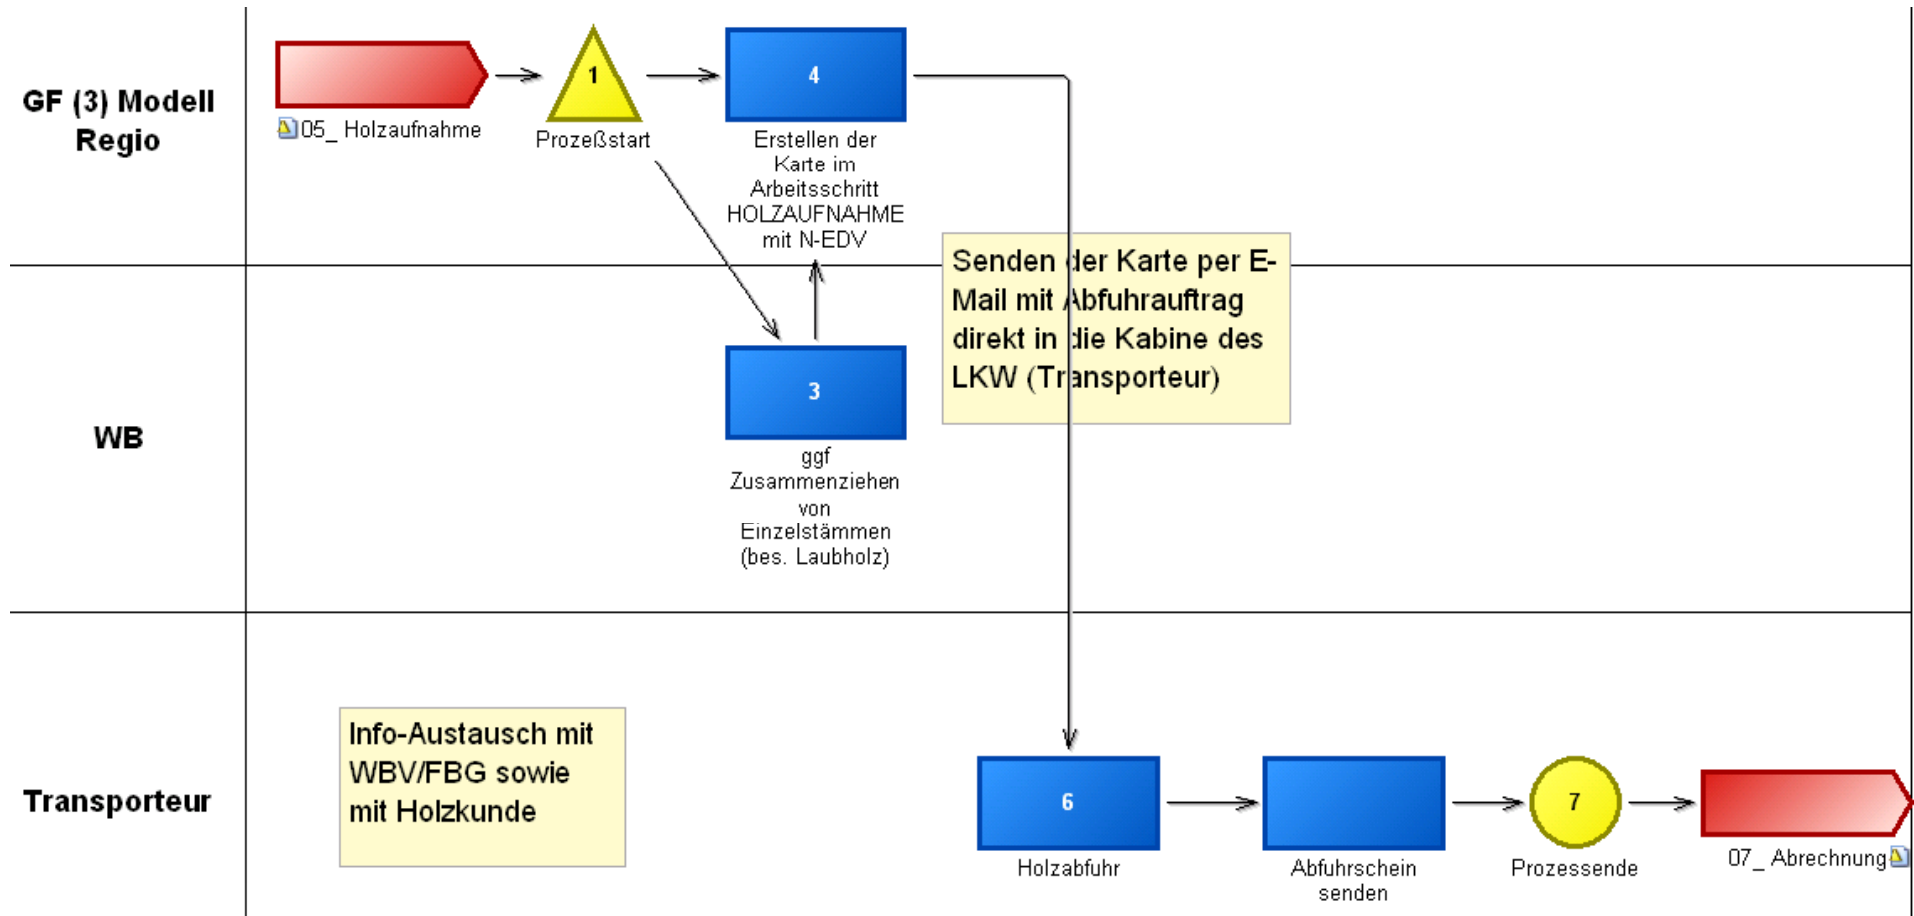 GF (3) Modell
Regio
05_ Holzaufnahme
1
Prozeßstart
4
Erstellen der
Karte im
Arbeitsschritt
HOLZAUFNAHME
mit N-EDV
Senden der Karte per E-
Mail mit Abfuhrauftrag
direkt in die Kabine des
LKW (Transporteur)
WB
3
ggf
Zusammenziehen
von
Einzelstämmen
(bes. Laubholz)
Transporteur
Info-Austausch mit
WBV/FBG sowie
mit Holzkunde
6
Holzabfuhr
Abfuhrschein
senden
7
Prozessende
07_ Abrechnung